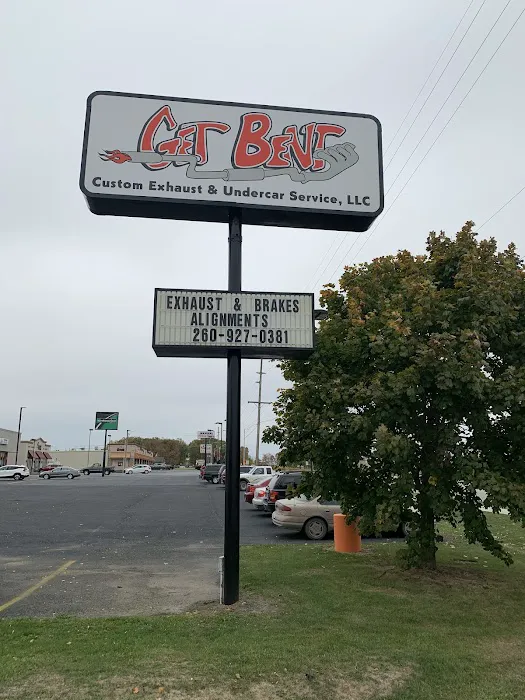 GET BENT
Custom Exhaust & Undercar Service, LLC
EXHAUST & BRAKES
ALIGNMENTS
260-927-0381